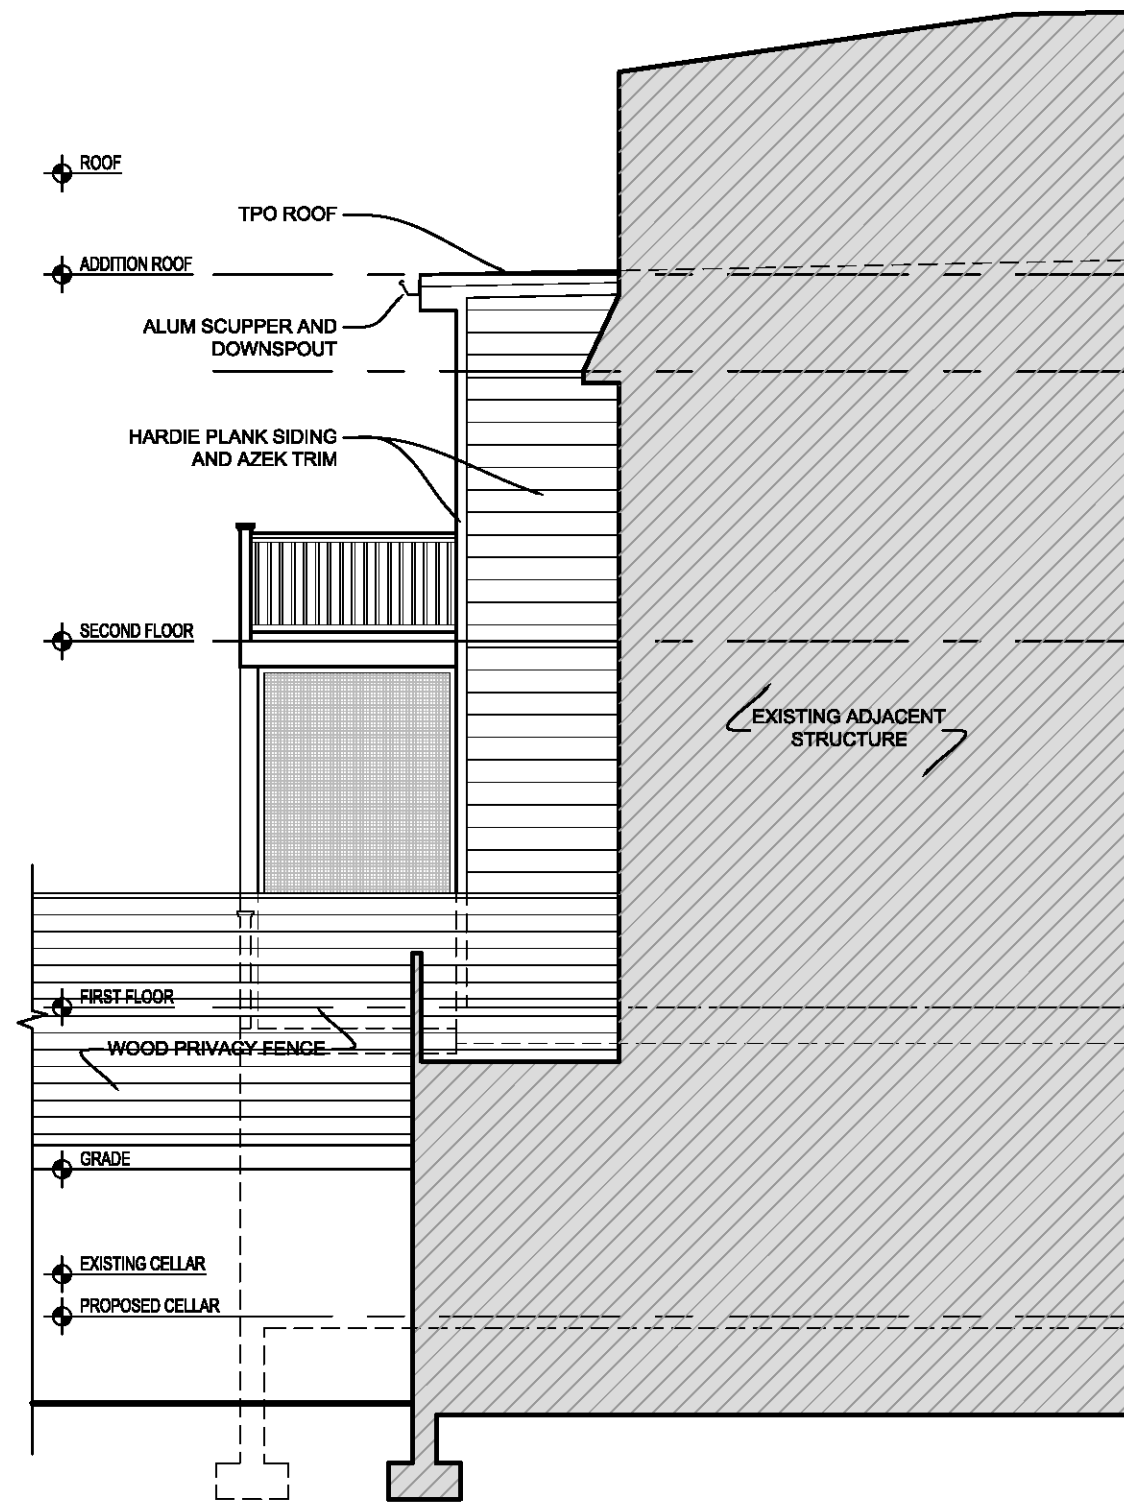 ROOF
TPO ROOF
ADDITION ROOF
ALUM SCUPPER AND
DOWNSPOUT
HARDIE PLANK SIDING
AND AZEK TRIM
SECOND FLOOR
EXISTING ADJACENT
STRUCTURE
FIRST FLOOR
WOOD PRIVACY FENCE
GRADE
EXISTING CELLAR
PROPOSED CELLAR